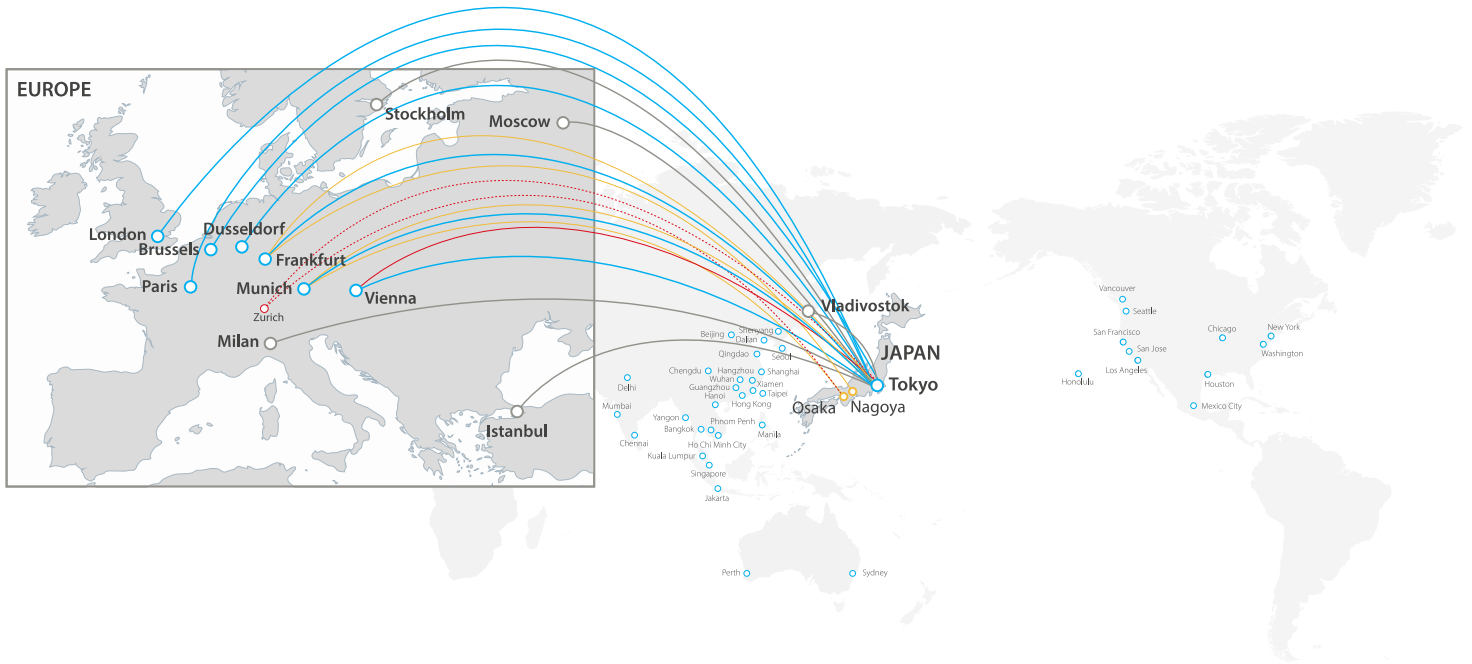 EUROPE
Stockholm
Moscow
London
Dusseldorf
Brussels
Frankfurt
Paris
Munich
Vienna
Zurich
Milan
Istanbul
Vladivostok
JAPAN
Tokyo
Osaka
Nagoya
Beijing
Shenyang
Dalian
Seoul
Qingdao
Chengdu
Hangzhou
Shanghai
Wuhan
Xiamen
Guangzhou
Taipei
Hanoi
Hong Kong
Delhi
Mumbai
Chennai
Yangon
Phnom Penh
Bangkok
Manila
Ho Chi Minh City
Kuala Lumpur
Singapore
Jakarta
Perth
Sydney
Vancouver
Seattle
San Francisco
San Jose
Los Angeles
Honolulu
Chicago
New York
Washington
Houston
Mexico City